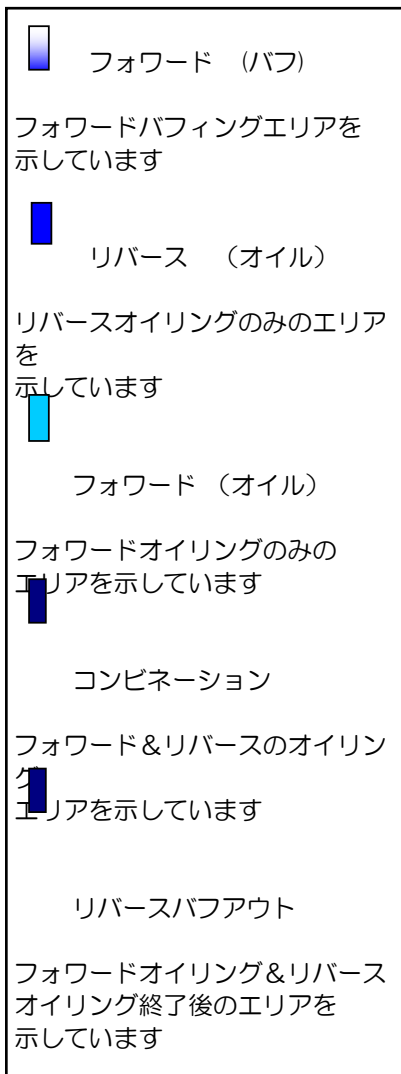 フォワード (バフ)
フォワードバフィングエリアを
示しています
リバース (オイル)
リバースオイリングのみのエリア
を
示しています
フォワード (オイル)
フォワードオイリングのみの
エリアを示しています
コンビネーション
フォワード&リバースのオイリン
グ
エリアを示しています
リバースバフアウト
フォワードオイリング&リバース
オイリング終了後のエリアを
示しています